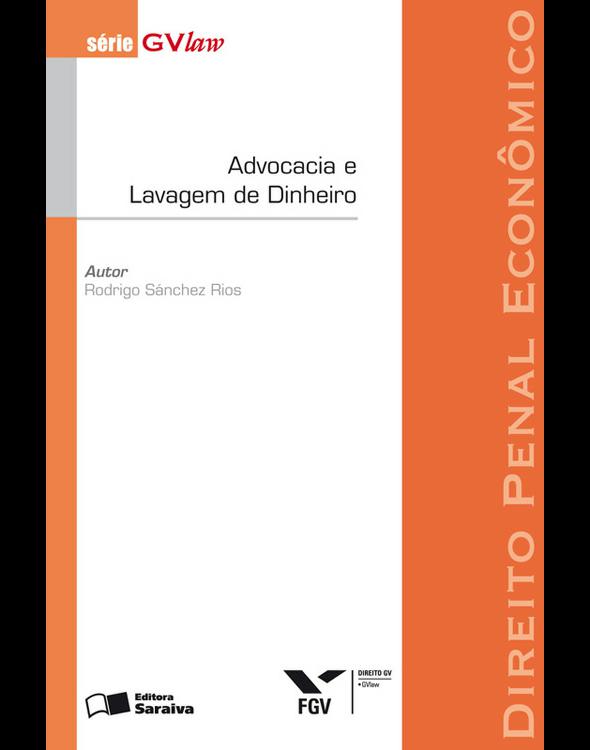 série GVlaw
Advocacia e
Lavagem de Dinheiro
Autor
Rodrigo Sánchez Rios
DIREITO PENAL ECONÔMICO
Editora
Saraiva
FGV
DIREITO GV
• GVlaw